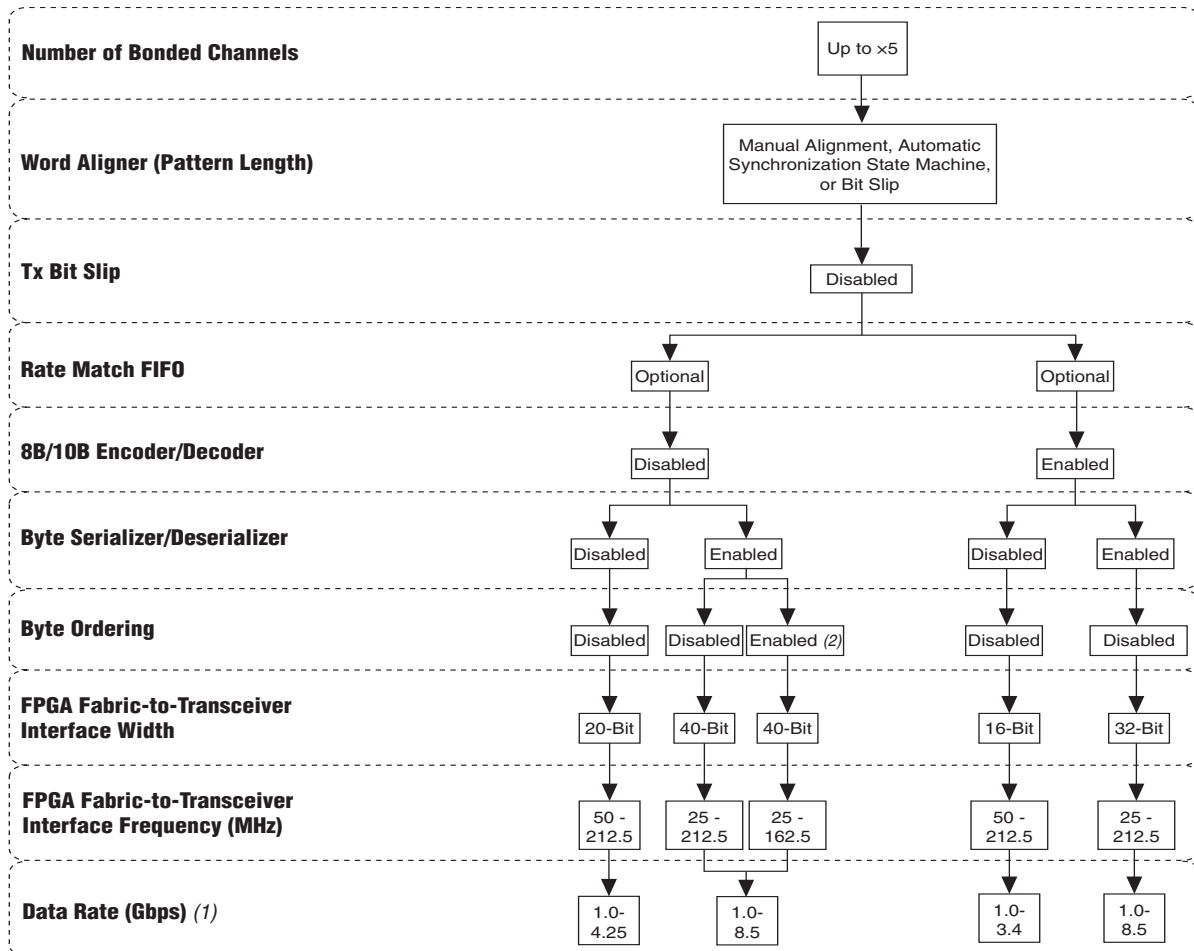 Number of Bonded Channels
Up to ×5
Word Aligner (Pattern Length)
Manual Alignment, Automatic
Synchronization State Machine,
or Bit Slip
Tx Bit Slip
Disabled
Rate Match FIFO
Optional
Optional
8B/10B Encoder/Decoder
Disabled
Enabled
Byte Serializer/Deserializer
Disabled
Enabled
Disabled
Enabled
Byte Ordering
Disabled
Disabled
Enabled (2)
Disabled
Disabled
FPGA Fabric-to-Transceiver
Interface Width
20-Bit
40-Bit
40-Bit
16-Bit
32-Bit
FPGA Fabric-to-Transceiver
Interface Frequency (MHz)
50 -
212.5
25 -
212.5
25 -
162.5
50 -
212.5
25 -
212.5
Data Rate (Gbps) (1)
1.0-
4.25
1.0-
8.5
1.0-
3.4
1.0-
8.5